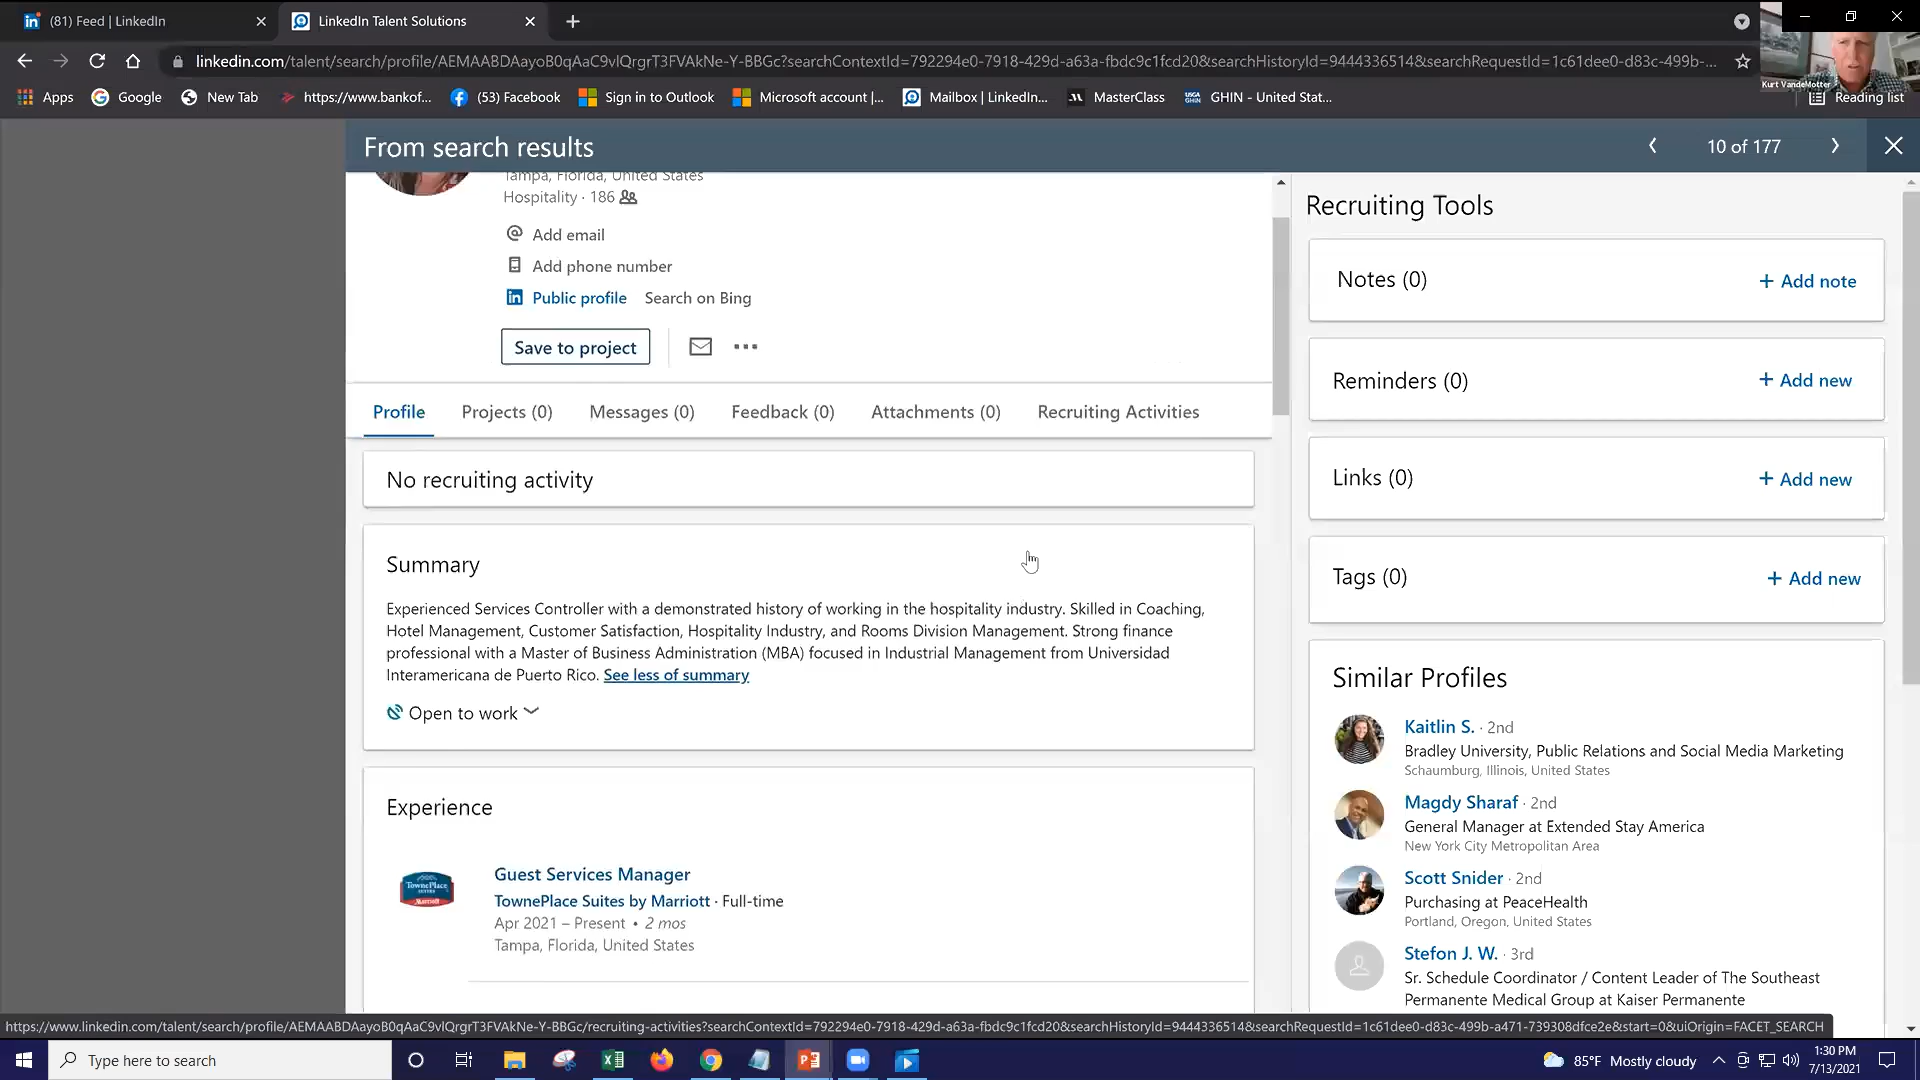 (81) Feed | LinkedIn
LinkedIn Talent Solutions
linkedin.com/talent/search/profile/AEMAABDAayoB0qAaC9vlQrgrT3FVAkNe-Y-BBGc?searchContextId=792294e0-7918-429d-a63a-fbdc9c1fcd20&searchHistoryId=9444336514&searchRequestId=1c61dee0-d83c-499b-...
Kurt VandeMotter
Apps
Google
New Tab
https://www.bankof...
(53) Facebook
Sign in to Outlook
Microsoft account |...
Mailbox | LinkedIn...
MasterClass
GHIN - United Stat...
Reading list
From search results
10 of 177
Tampa, Florida, United States
Hospitality · 186
Add email
Add phone number
Public profile Search on Bing
Save to project
Profile
Projects (0)
Messages (0)
Feedback (0)
Attachments (0)
Recruiting Activities
No recruiting activity
Summary
Experienced Services Controller with a demonstrated history of working in the hospitality industry. Skilled in Coaching,
Hotel Management, Customer Satisfaction, Hospitality Industry, and Rooms Division Management. Strong finance
professional with a Master of Business Administration (MBA) focused in Industrial Management from Universidad
Interamericana de Puerto Rico. See less of summary
Open to work
Experience
TownePlace
Marriott
Guest Services Manager
TownePlace Suites by Marriott · Full-time
Apr 2021 – Present • 2 mos
Tampa, Florida, United States
Recruiting Tools
Notes (0)
+ Add note
Reminders (0)
+ Add new
Links (0)
+ Add new
Tags (0)
+ Add new
Similar Profiles
Kaitlin S. · 2nd
Bradley University, Public Relations and Social Media Marketing
Schaumburg, Illinois, United States
Magdy Sharaf · 2nd
General Manager at Extended Stay America
New York City Metropolitan Area
Scott Snider · 2nd
Purchasing at PeaceHealth
Portland, Oregon, United States
Stefon J. W. · 3rd
Sr. Schedule Coordinator / Content Leader of The Southeast
Permanente Medical Group at Kaiser Permanente
https://www.linkedin.com/talent/search/profile/AEMAABDAayoB0qAaC9vlQrgrT3FVAkNe-Y-BBGc/recruiting-activities?searchContextId=792294e0-7918-429d-a63a-fbdc9c1fcd20&searchHistoryId=9444336514&searchRequestId=1c61dee0-d83c-499b-a471-739308dfce2e&start=0&uiOrigin=FACET_SEARCH
Type here to search
85°F Mostly cloudy
1:30 PM
7/13/2021